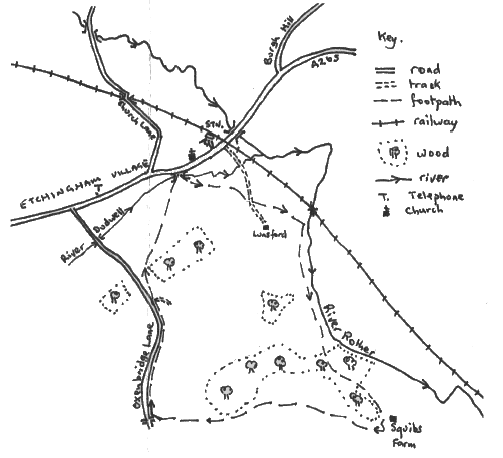 Burgh Hill
A265
Key.
road
track
footpath
railway
wood
river
T. Telephone
Church
Church Lane
STN.
ETCHINGHAM VILLAGE
T
River Dudwell
Lunsford
River Rother
Oxenbridge Lane
Squibs
Farm